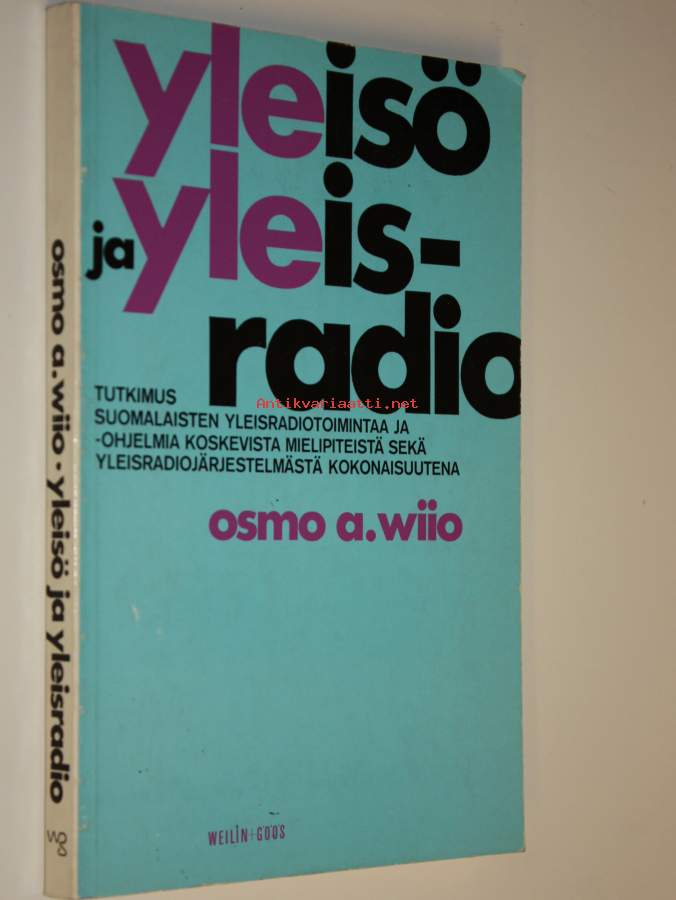 yleisö
ja yleis-
radio
TUTKIMUS
SUOMALAISTEN YLEISRADIOTOIMINTAA JA
-OHJELMIA KOSKEVISTA MIELIPITEISTÄ SEKÄ
YLEISRADIOJÄRJESTELMÄSTÄ KOKONAISUUTENA
osmo a.wiio
WEILIN+GÖÖS
osmo a.wiio · yleisö ja yleisradio
Antikvariaatti.net